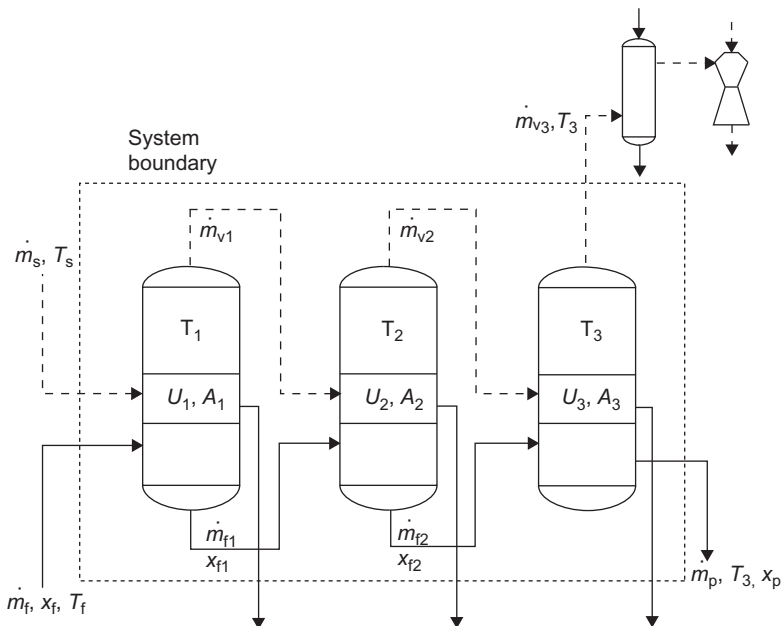 ṁv3, T3
System
boundary
ṁv1
ṁv2
ṁs, Ts
T1
T2
T3
U1, A1
U2, A2
U3, A3
ṁf1
xf1
ṁf2
xf2
ṁf, xf, Tf
ṁp, T3, xp